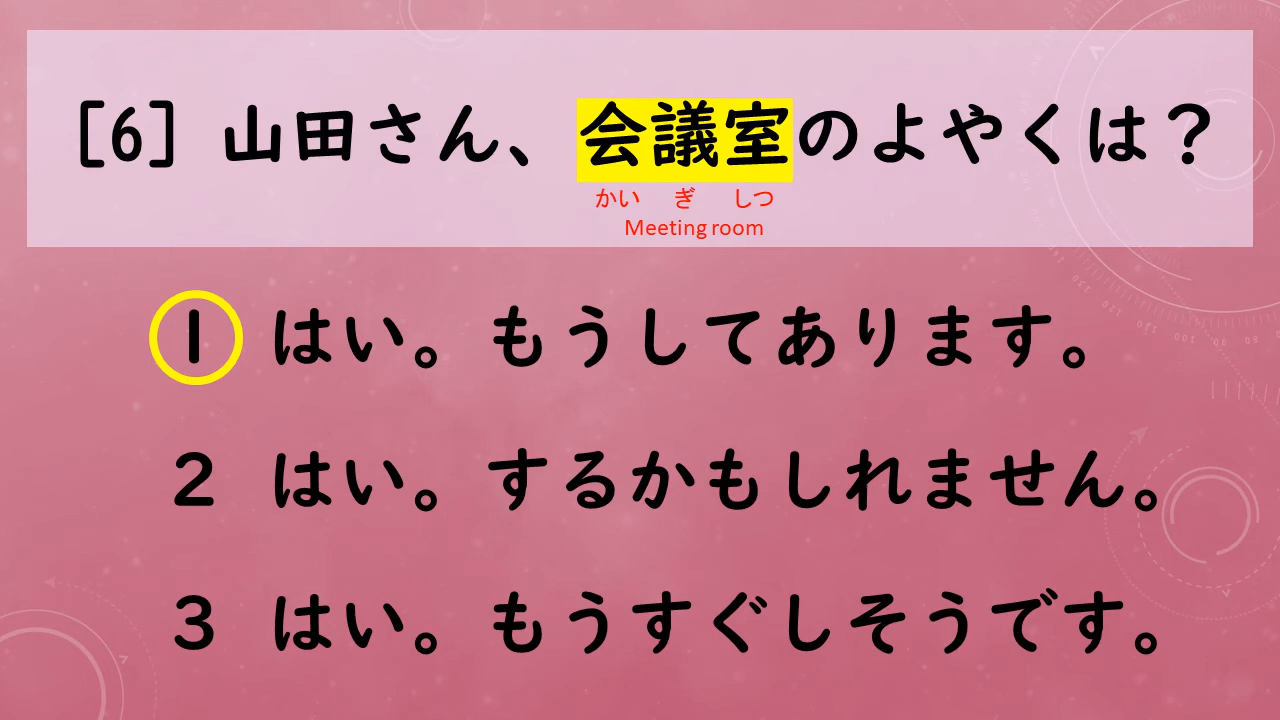 [6] 山田さん、会議室のよやくは？
かい ぎ しつ
Meeting room
1 はい。もうしてあります。
2 はい。するかもしれません。
3 はい。もうすぐしそうです。